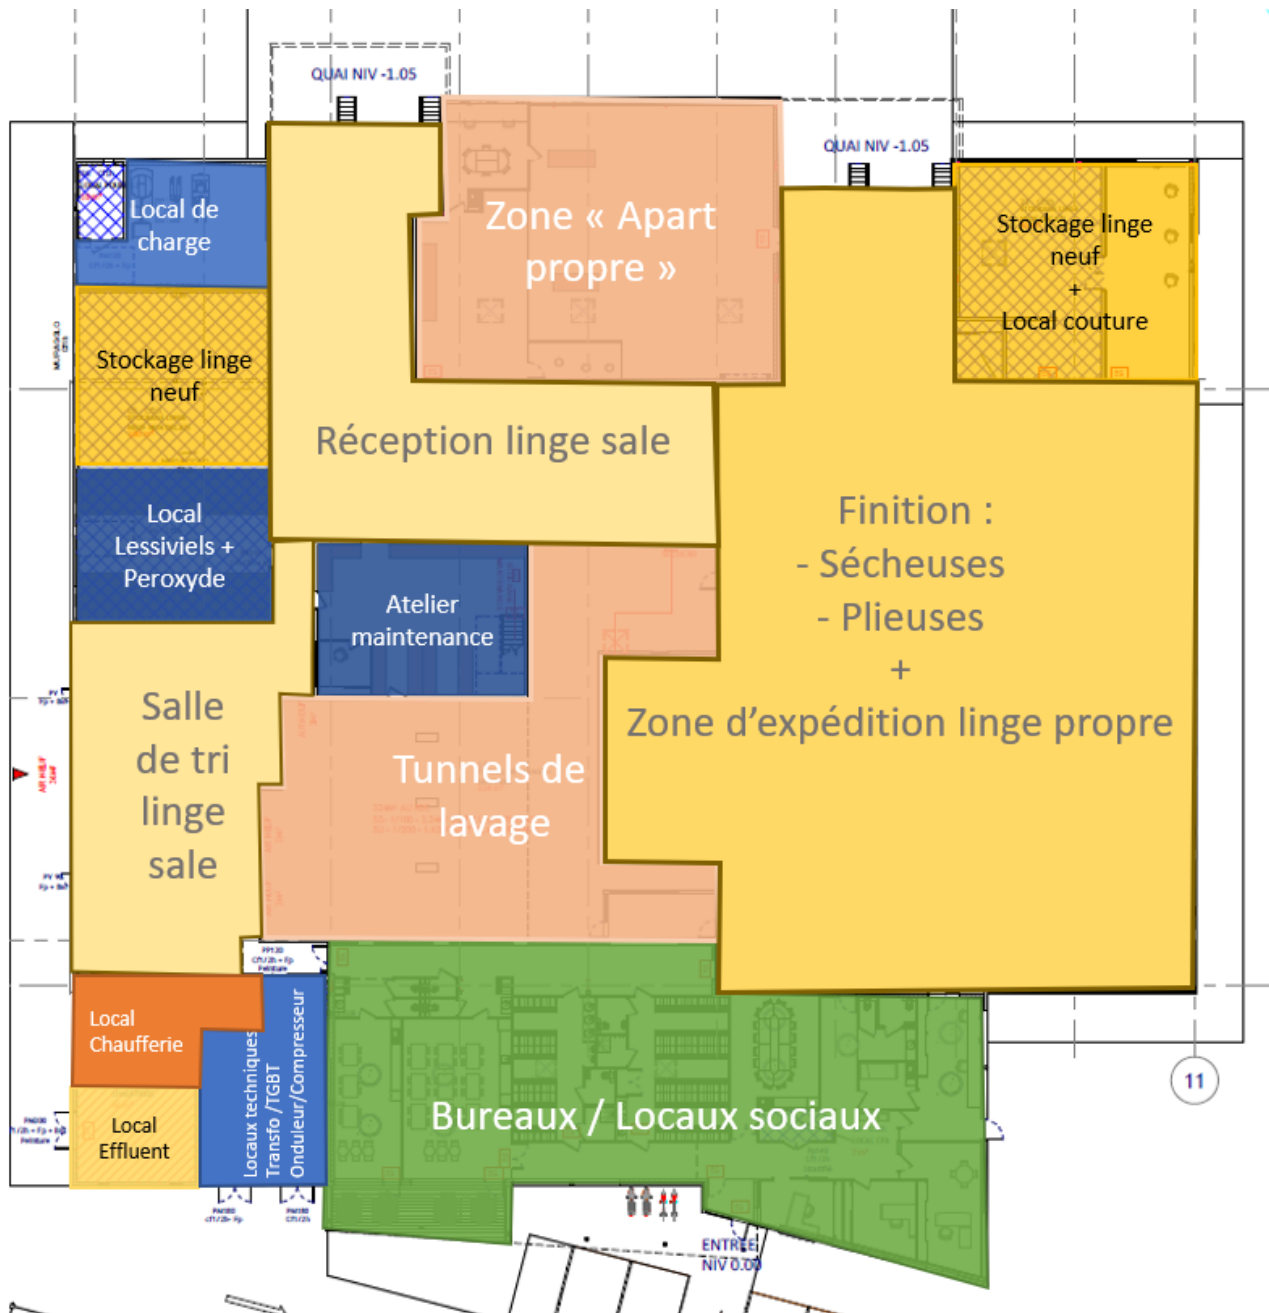 QUAI NIV -1.05
QUAI NIV -1.05
Local de
charge
Zone « Apart
propre »
Stockage linge
neuf
+
Local couture
Stockage linge
neuf
Réception linge sale
Local
Lessiviels +
Peroxyde
Finition :
- Sécheuses
- Plieuses
+
Zone d’expédition linge propre
Atelier
maintenance
Salle
de tri
linge
sale
Tunnels de
lavage
Local
Chaufferie
Locaux techniques
Transfo /TGBT
Onduleur/Compresseur
Local
Effluent
Bureaux / Locaux sociaux
11
ENTREE
NIV 0.00